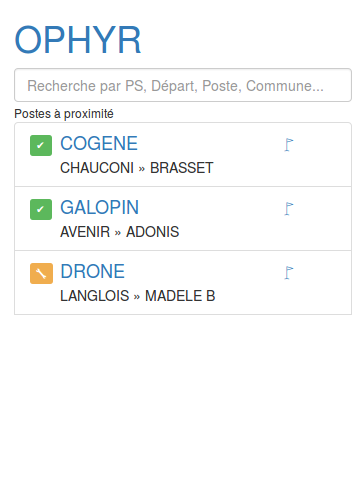 OPHYR
Recherche par PS, Départ, Poste, Commune...
Postes à proximité
COGENE
CHAUCONI » BRASSET
GALOPIN
AVENIR » ADONIS
DRONE
LANGLOIS » MADELE B